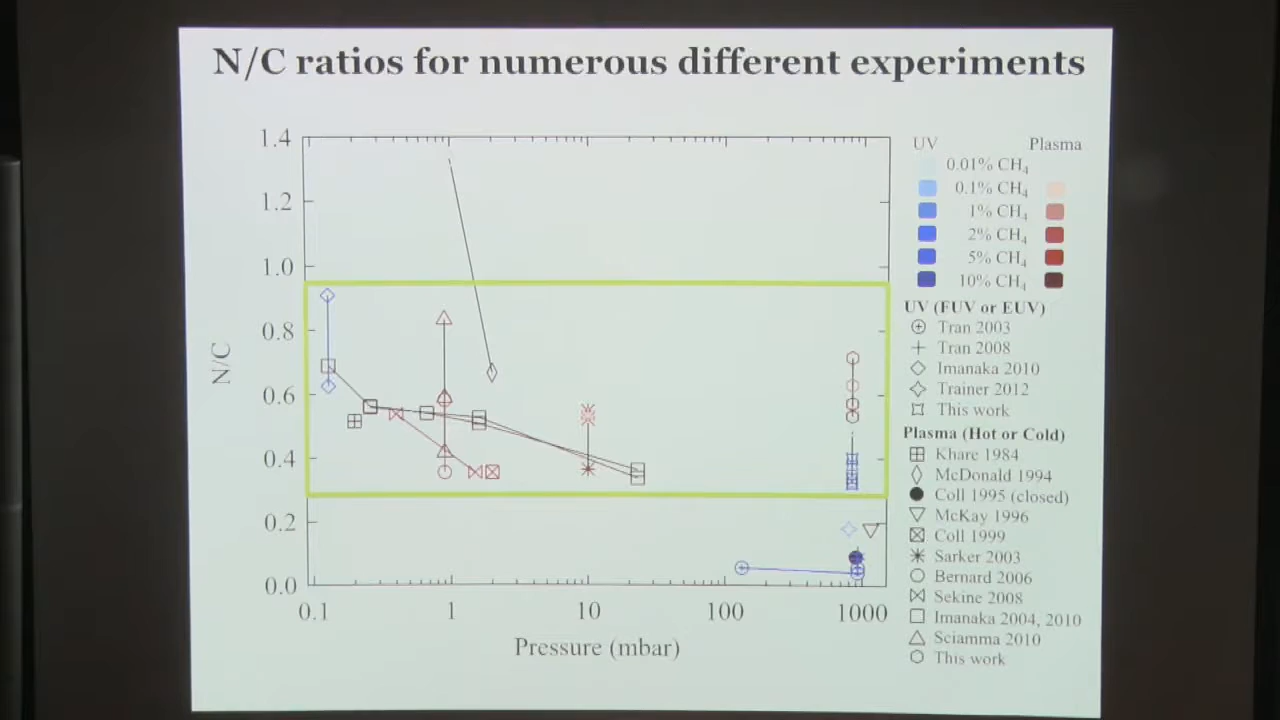 N/C ratios for numerous different experiments
1.4
1.2
1.0
0.8
0.6
0.4
0.2
0.0
N/C
0.1
1
10
100
1000
Pressure (mbar)
UV Plasma
0.01% CH4
0.1% CH4
1% CH4
2% CH4
5% CH4
10% CH4
UV (FUV or EUV)
Tran 2003
Tran 2008
Imanaka 2010
Trainer 2012
This work
Plasma (Hot or Cold)
Khare 1984
McDonald 1994
Coll 1995 (closed)
McKay 1996
Coll 1999
Sarker 2003
Bernard 2006
Sekine 2008
Imanaka 2004, 2010
Sciamma 2010
This work